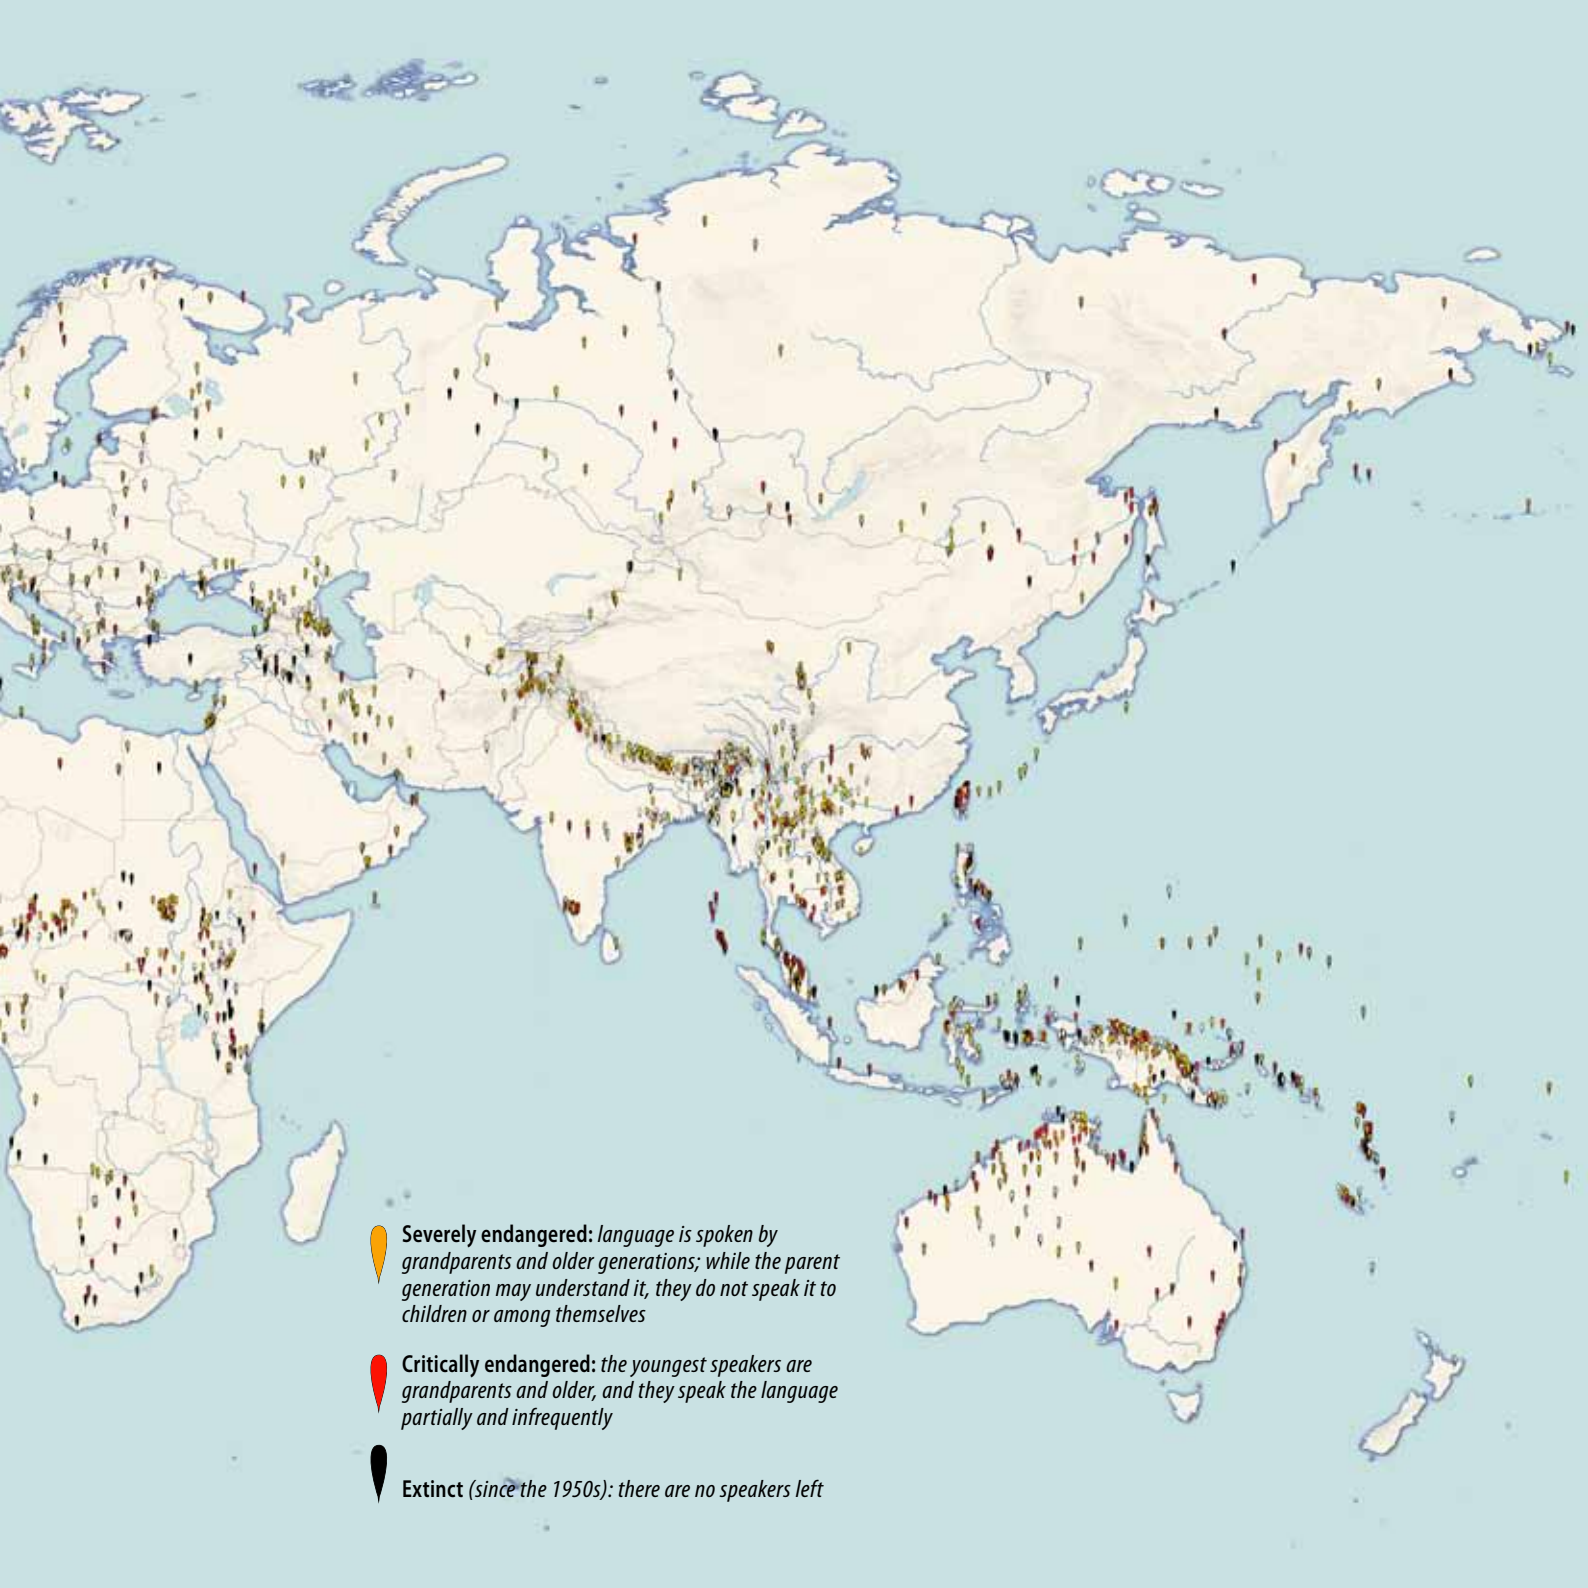 Severely endangered: language is spoken by
grandparents and older generations; while the parent
generation may understand it, they do not speak it to
children or among themselves
Critically endangered: the youngest speakers are
grandparents and older, and they speak the language
partially and infrequently
Extinct (since the 1950s): there are no speakers left